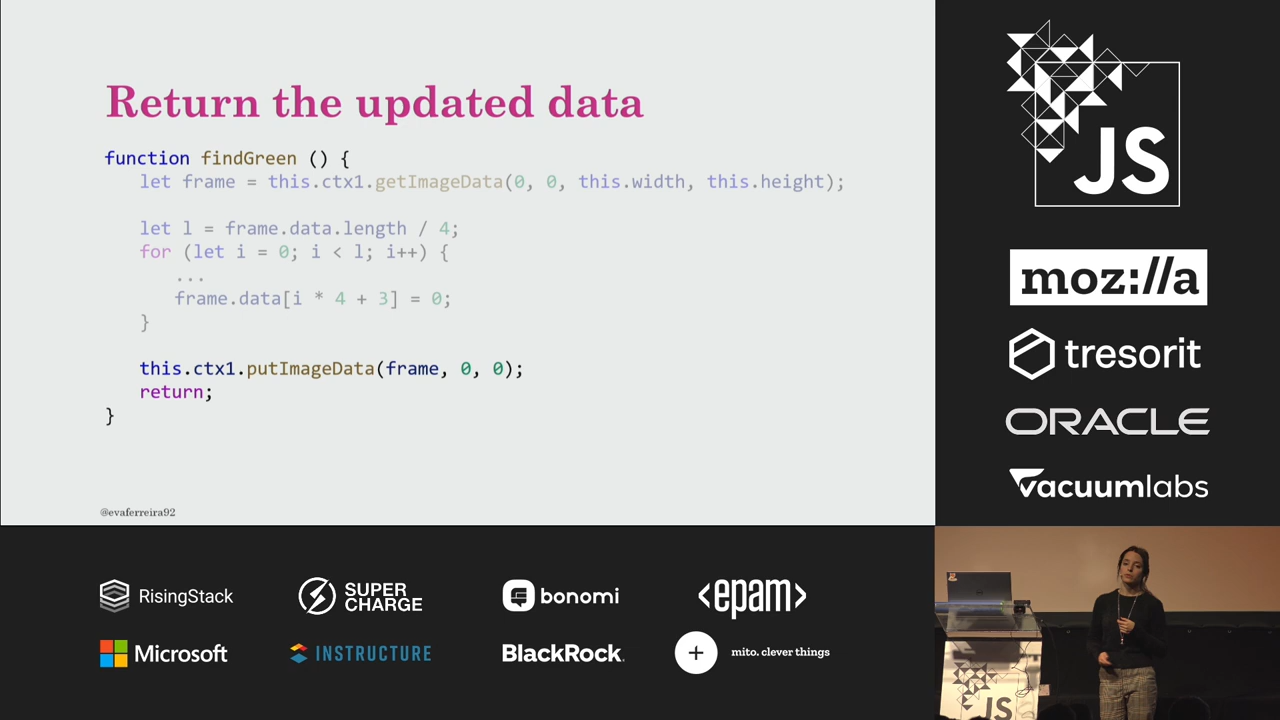 Return the updated data
function findGreen () {
let frame = this.ctx1.getImageData(0, 0, this.width, this.height);
let l = frame.data.length / 4;
for (let i = 0; i < l; i++) {
...
frame.data[i * 4 + 3] = 0;
}
this.ctx1.putImageData(frame, 0, 0);
return;
}
@evaferreira92
JS
moz://a
tresorit
ORACLE
vacuumlabs
RisingStack
SUPER
CHARGE
bonomi
<epam>
Microsoft
INSTRUCTURE
BlackRock.
+
mito. clever things
JS